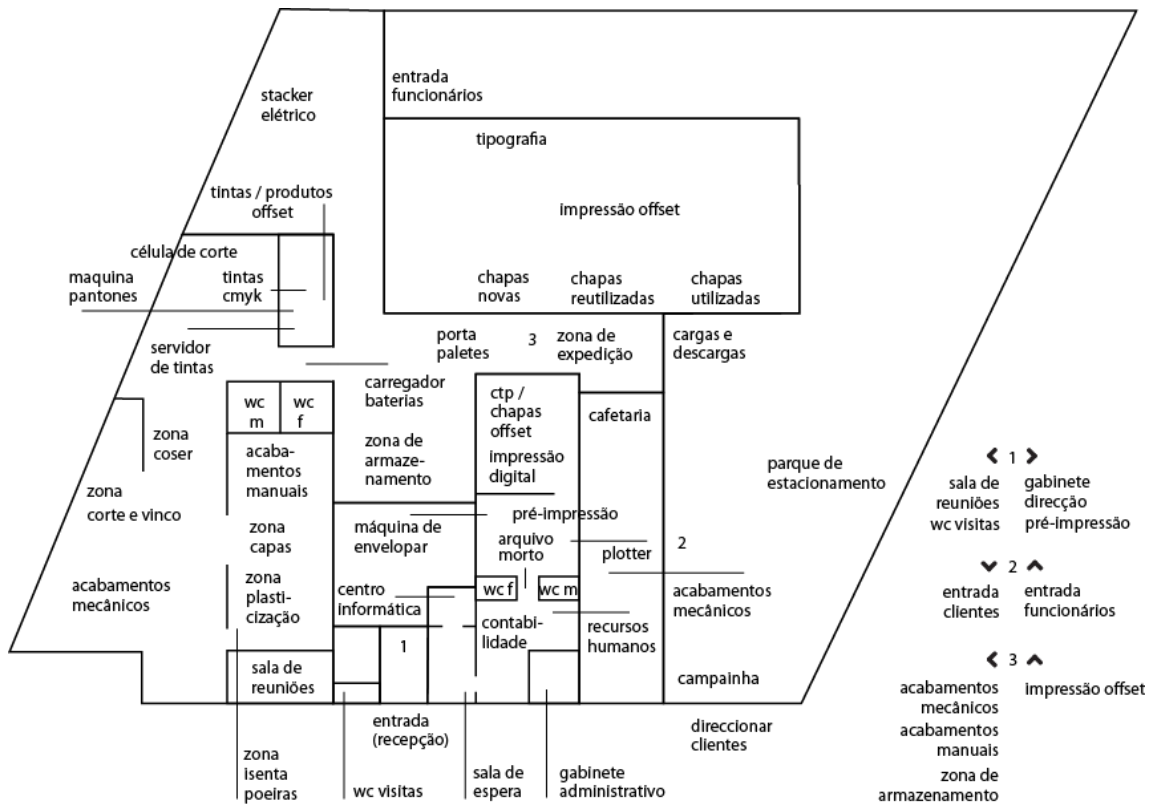 entrada
funcionários
stacker
elétrico
tipografia
tintas / produtos
offset
impressão offset
célula de corte
maquina
pantones
tintas
cmyk
chapas
novas
chapas
reutilizadas
chapas
utilizadas
servidor
de tintas
porta
paletes
3
zona de
expedição
cargas e
descargas
carregador
baterias
wc
m
wc
f
ctp /
chapas
offset
cafetaria
zona
coser
acaba-
mentos
manuais
zona de
armaze-
namento
impressão
digital
parque de
estacionamento
zona
corte e vinco
zona
capas
máquina de
envelopar
pré-impressão
arquivo
morto
plotter
2
acabamentos
mecânicos
zona
plasti-
cização
centro
informática
wc f
wc m
acabamentos
mecânicos
contabi-
lidade
recursos
humanos
1
sala de
reuniões
campainha
entrada
(recepção)
direccionar
clientes
zona
isenta
poeiras
wc visitas
sala de
espera
gabinete
administrativo
< 1 >
sala de
reuniões
wc visitas
gabinete
direcção
pré-impressão
2
entrada
clientes
entrada
funcionários
< 3
acabamentos
mecânicos
acabamentos
manuais
zona de
armazenamento
impressão offset